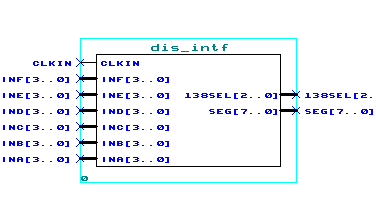 dis_intf
CLKIN CLKIN
INF[3..0] INF[3..0]
INE[3..0] INE[3..0] 138SEL[2..0] 138SEL[2.
IND[3..0] IND[3..0] SEG[7..0] SEG[7..0]
INC[3..0] INC[3..0]
INB[3..0] INB[3..0]
INA[3..0] INA[3..0]
0